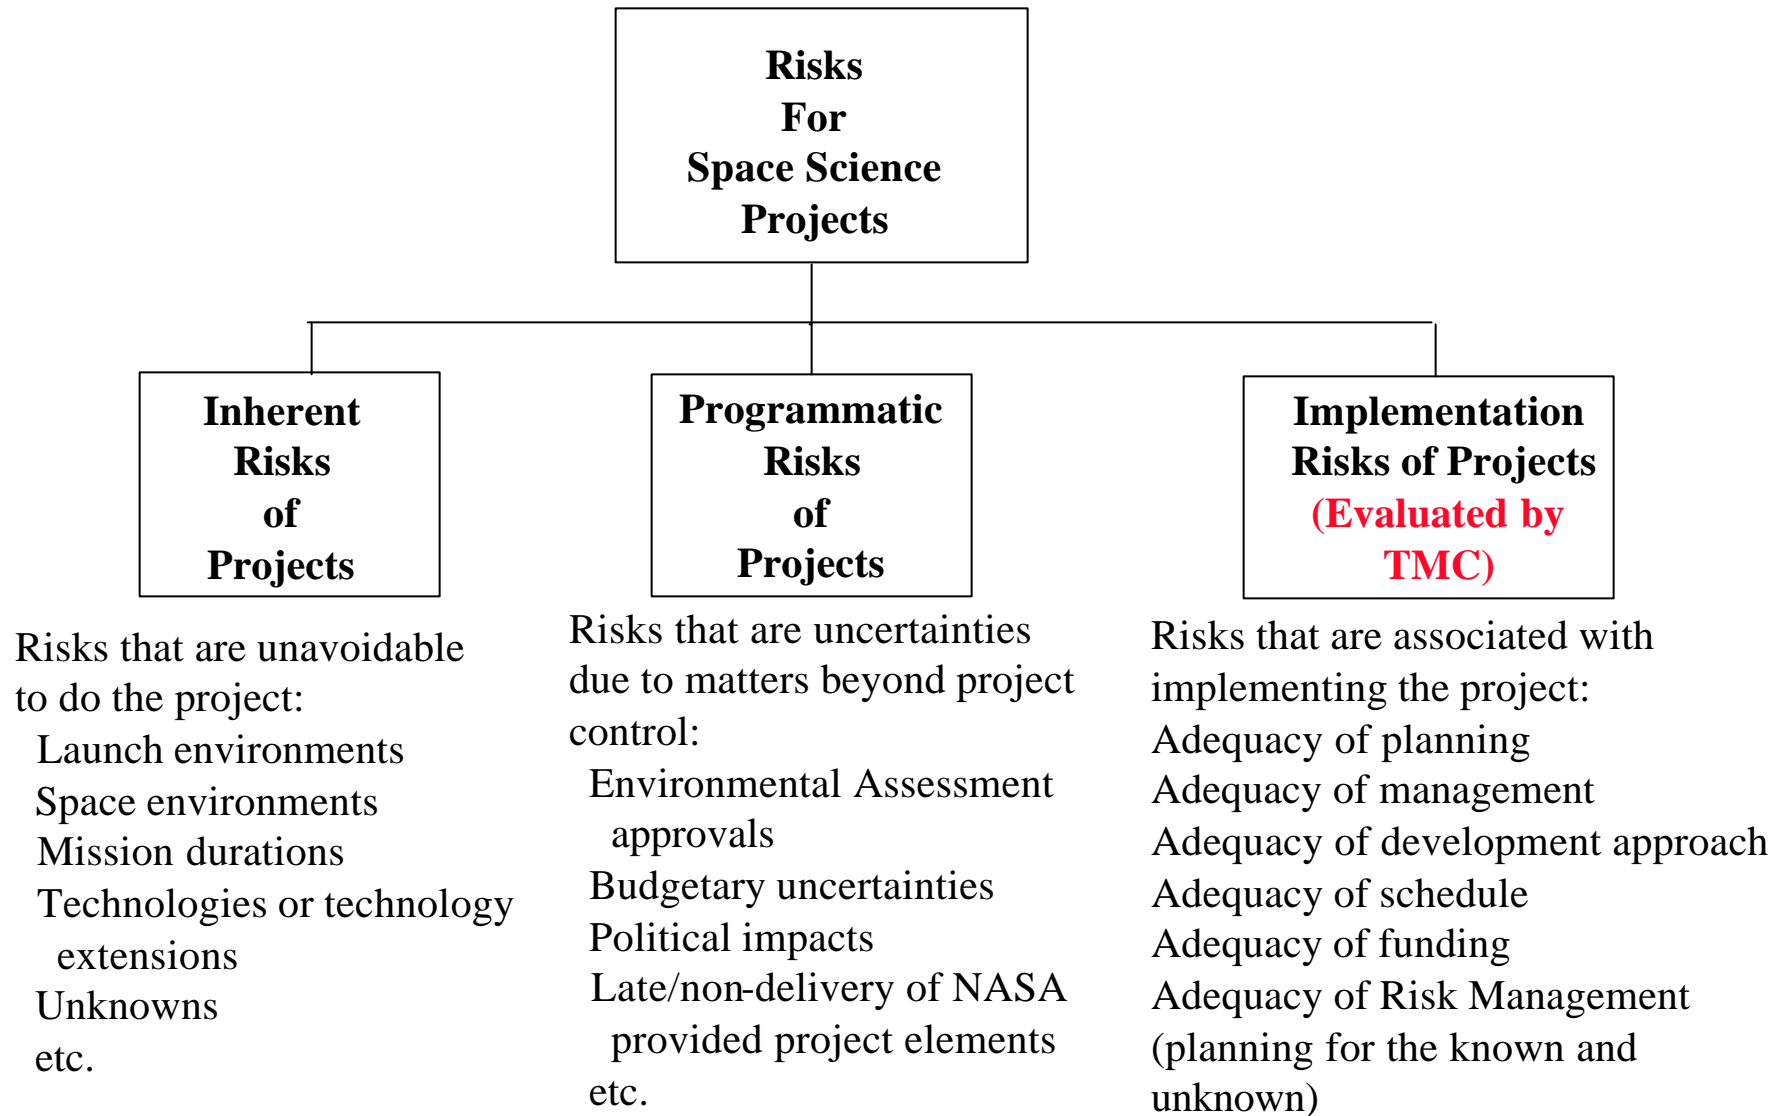 Risks
For
Space Science
Projects
Inherent
Risks
of
Projects
Risks that are unavoidable
to do the project:
Launch environments
Space environments
Mission durations
Technologies or technology
extensions
Unknowns
etc.
Programmatic
Risks
of
Projects
Risks that are uncertainties
due to matters beyond project
control:
Environmental Assessment
approvals
Budgetary uncertainties
Political impacts
Late/non-delivery of NASA
provided project elements
etc.
Implementation
Risks of Projects
(Evaluated by
TMC)
Risks that are associated with
implementing the project:
Adequacy of planning
Adequacy of management
Adequacy of development approach
Adequacy of schedule
Adequacy of funding
Adequacy of Risk Management
(planning for the known and
unknown)